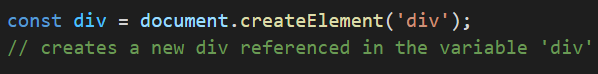 const div = document.createElement('div');
// creates a new div referenced in the variable 'div'